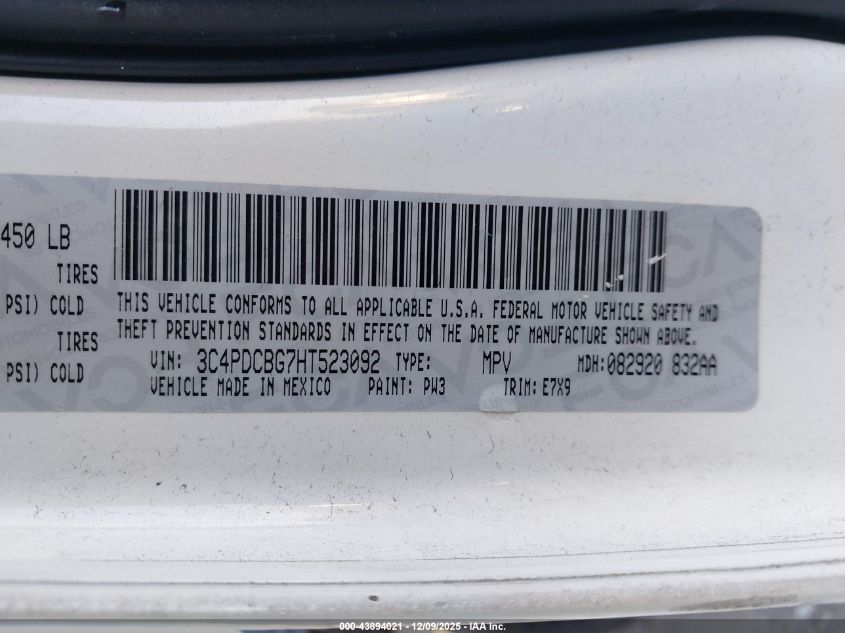 450 LB
TIRES
PSI) COLD
TIRES
PSI) COLD
THIS VEHICLE CONFORMS TO ALL APPLICABLE U.S.A. FEDERAL MOTOR VEHICLE SAFETY AND
THEFT PREVENTION STANDARDS IN EFFECT ON THE DATE OF MANUFACTURE SHOWN ABOVE.
VIN: 3C4PDCBG7HT523092 TYPE: MPV MDH:082920 832AA
VEHICLE MADE IN MEXICO PAINT: PW3 TRIM: E7X9
000-43894021 - 12/09/2025 - IAA Inc.